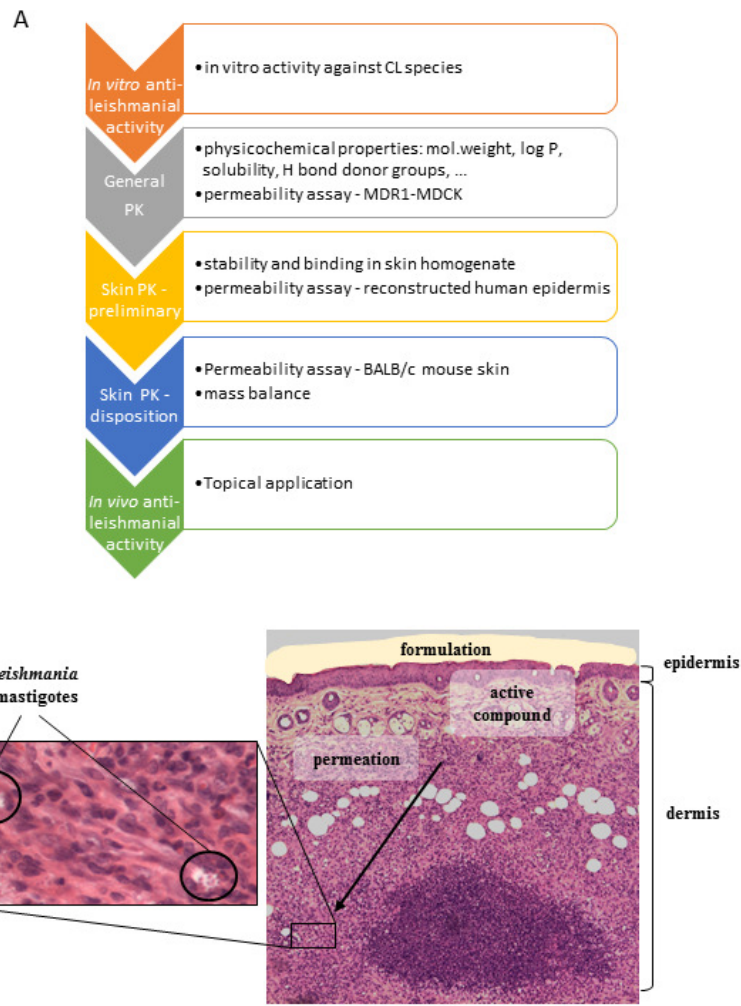 A
In vitro anti-
leishmanial
activity
•in vitro activity against CL species
General
PK
•physicochemical properties: mol.weight, log P,
solubility, H bond donor groups, ...
•permeability assay - MDR1-MDCK
Skin PK -
preliminary
•stability and binding in skin homogenate
•permeability assay - reconstructed human epidermis
Skin PK -
disposition
•Permeability assay - BALB/c mouse skin
•mass balance
In vivo anti-
leishmanial
activity
•Topical application
eishmania
mastigotes
formulation
active
compound
permeation
epidermis
dermis